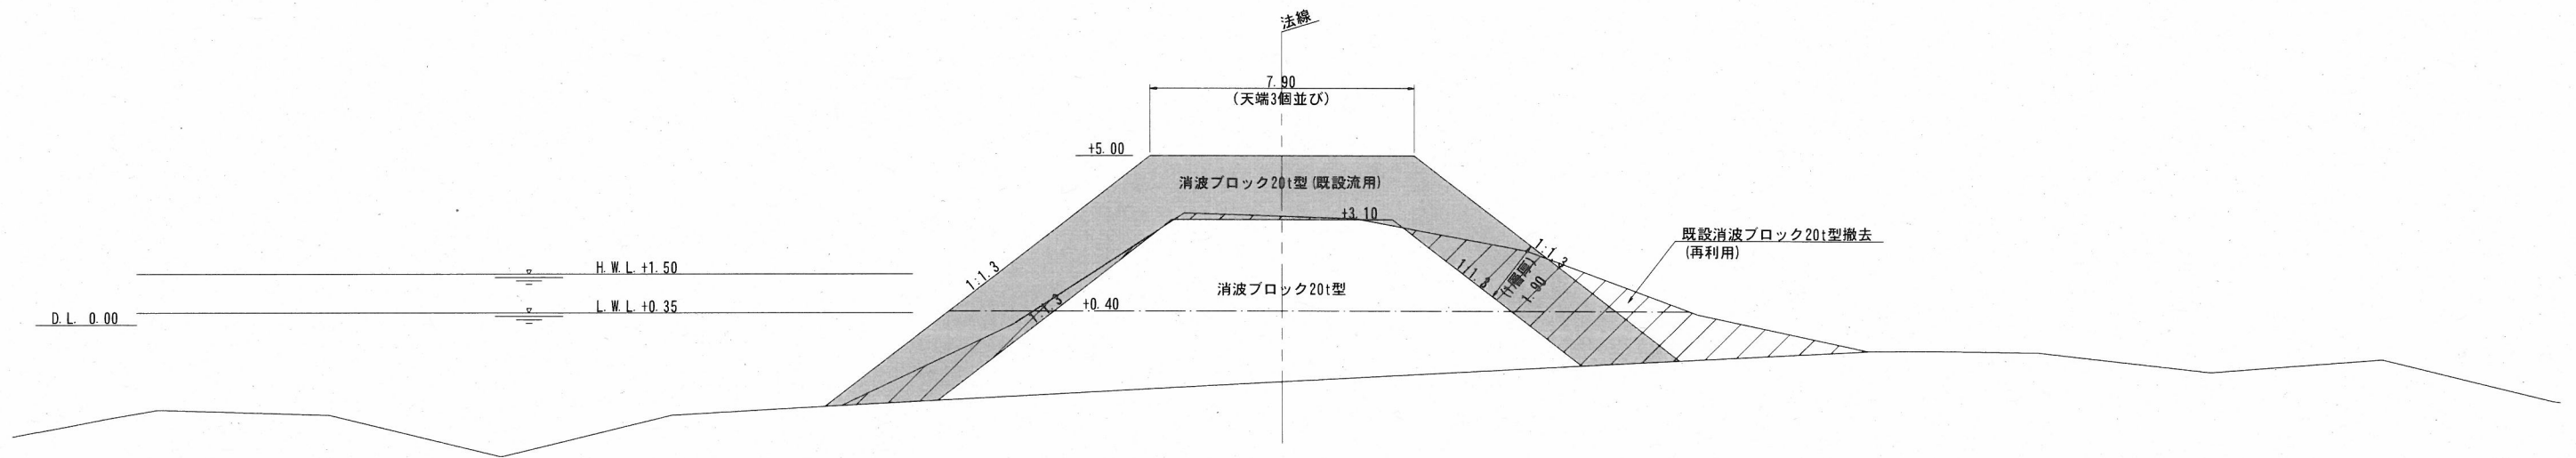 法線
7.90
(天端3個並び)
+5.00
消波ブロック20t型(既設流用)
+3.10
既設消波ブロック20t型撤去
(再利用)
H.W.L.+1.50
1:1.3
1:1.3
1:1.3
(1層厚)
1.90
消波ブロック20t型
L.W.L.+0.35
1:1.3
+0.40
D.L. 0.00